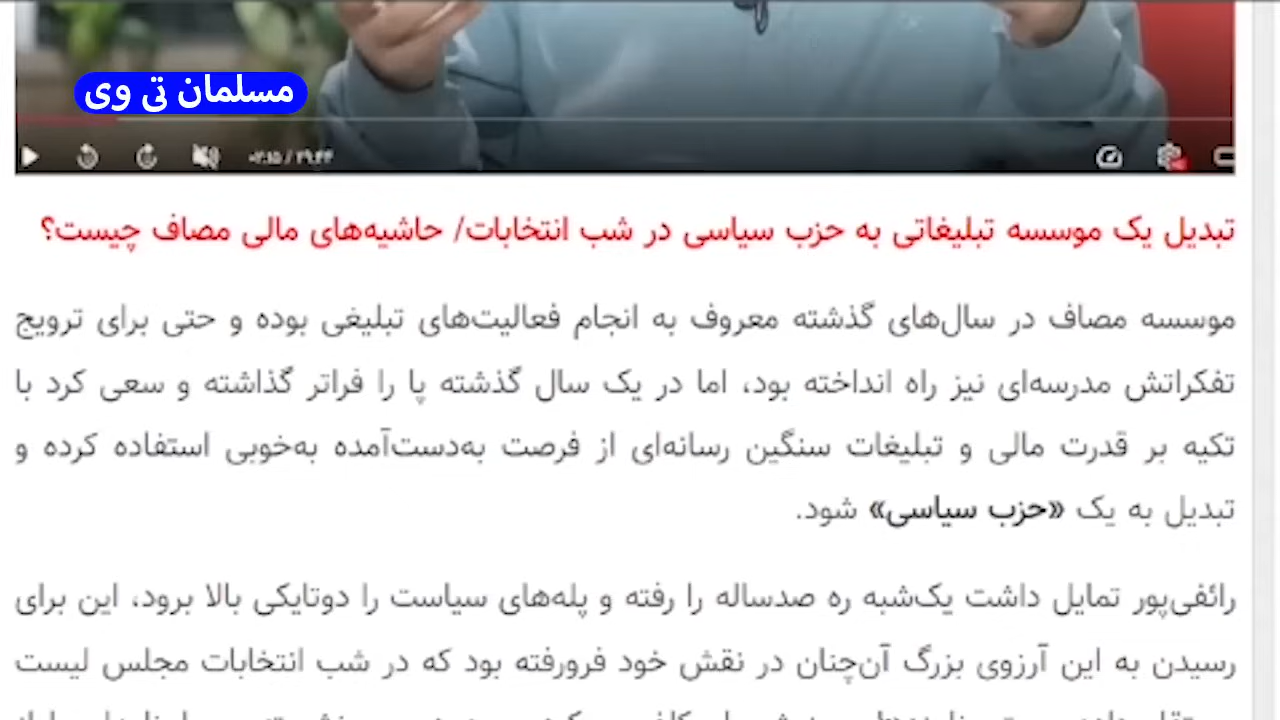 مسلمان تی وی
۰۲:۱۵ / ۲۹:۴۴
تبدیل یک موسسه تبلیغاتی به حزب سیاسی در شب انتخابات/ حاشیه‌های مالی مصاف چیست؟
موسسه مصاف در سال‌های گذشته معروف به انجام فعالیت‌های تبلیغی بوده و حتی برای ترویج
تفکراتش مدرسه‌ای نیز راه انداخته بود، اما در یک سال گذشته پا را فراتر گذاشته و سعی کرد با
تکیه بر قدرت مالی و تبلیغات سنگین رسانه‌ای از فرصت به‌دست‌آمده به‌خوبی استفاده کرده و
تبدیل به یک «حزب سیاسی» شود.
رائفی‌پور تمایل داشت یک‌شبه ره صدساله را رفته و پله‌های سیاست را دوتایکی بالا برود، این برای
رسیدن به این آرزوی بزرگ آن‌چنان در نقش خود فرورفته بود که در شب انتخابات مجلس لیست